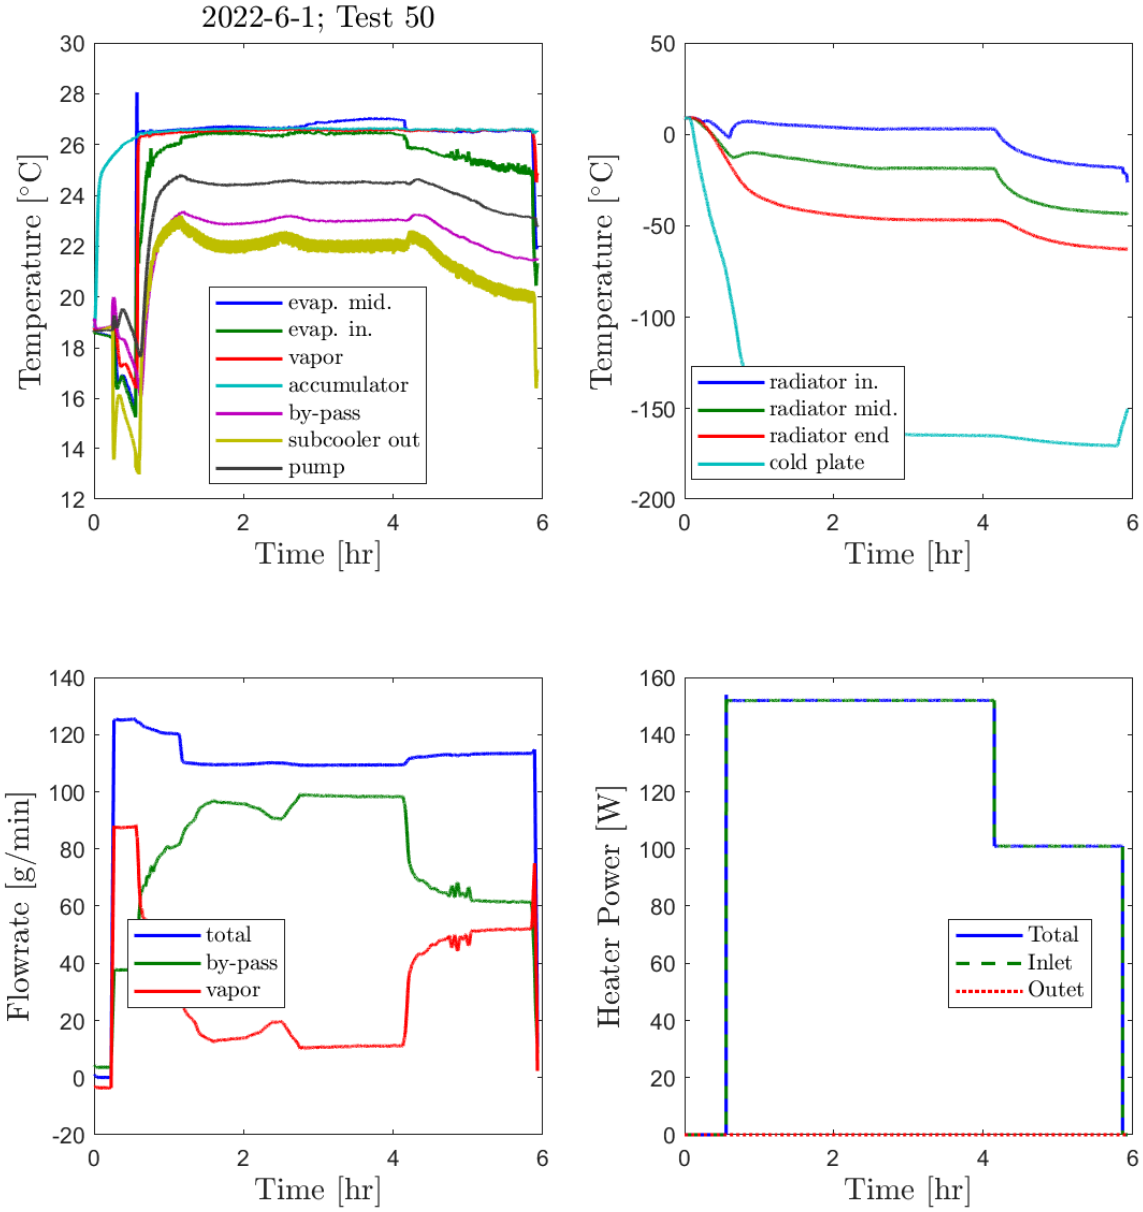 2022-6-1; Test 50
30
28
26
24
22
20
18
16
14
12
Temperature [°C]
evap. mid.
evap. in.
vapor
accumulator
by-pass
subcooler out
pump
0
2
4
6
Time [hr]
50
0
-50
-100
-150
-200
Temperature [°C]
radiator in.
radiator mid.
radiator end
cold plate
0
2
4
6
Time [hr]
140
120
100
80
60
40
20
0
-20
Flowrate [g/min]
total
by-pass
vapor
0
2
4
6
Time [hr]
160
140
120
100
80
60
40
20
0
Heater Power [W]
Total
Inlet
Outet
0
2
4
6
Time [hr]